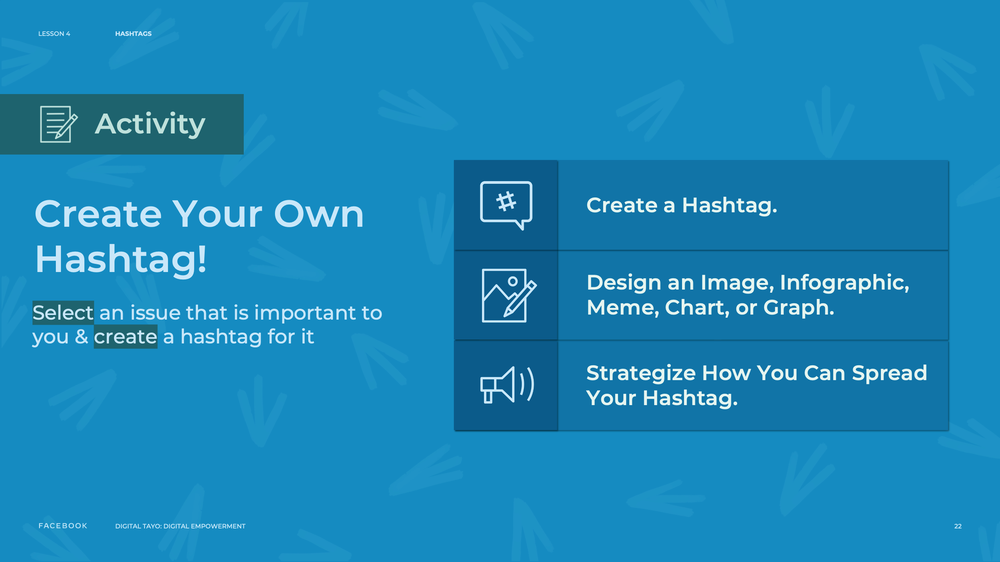 LESSON 4
HASHTAGS
Activity
Create Your Own
Hashtag!
Select an issue that is important to
you & create a hashtag for it
#
Create a Hashtag.
Design an Image, Infographic,
Meme, Chart, or Graph.
Strategize How You Can Spread
Your Hashtag.
FACEBOOK
DIGITAL TAYO: DIGITAL EMPOWERMENT
22